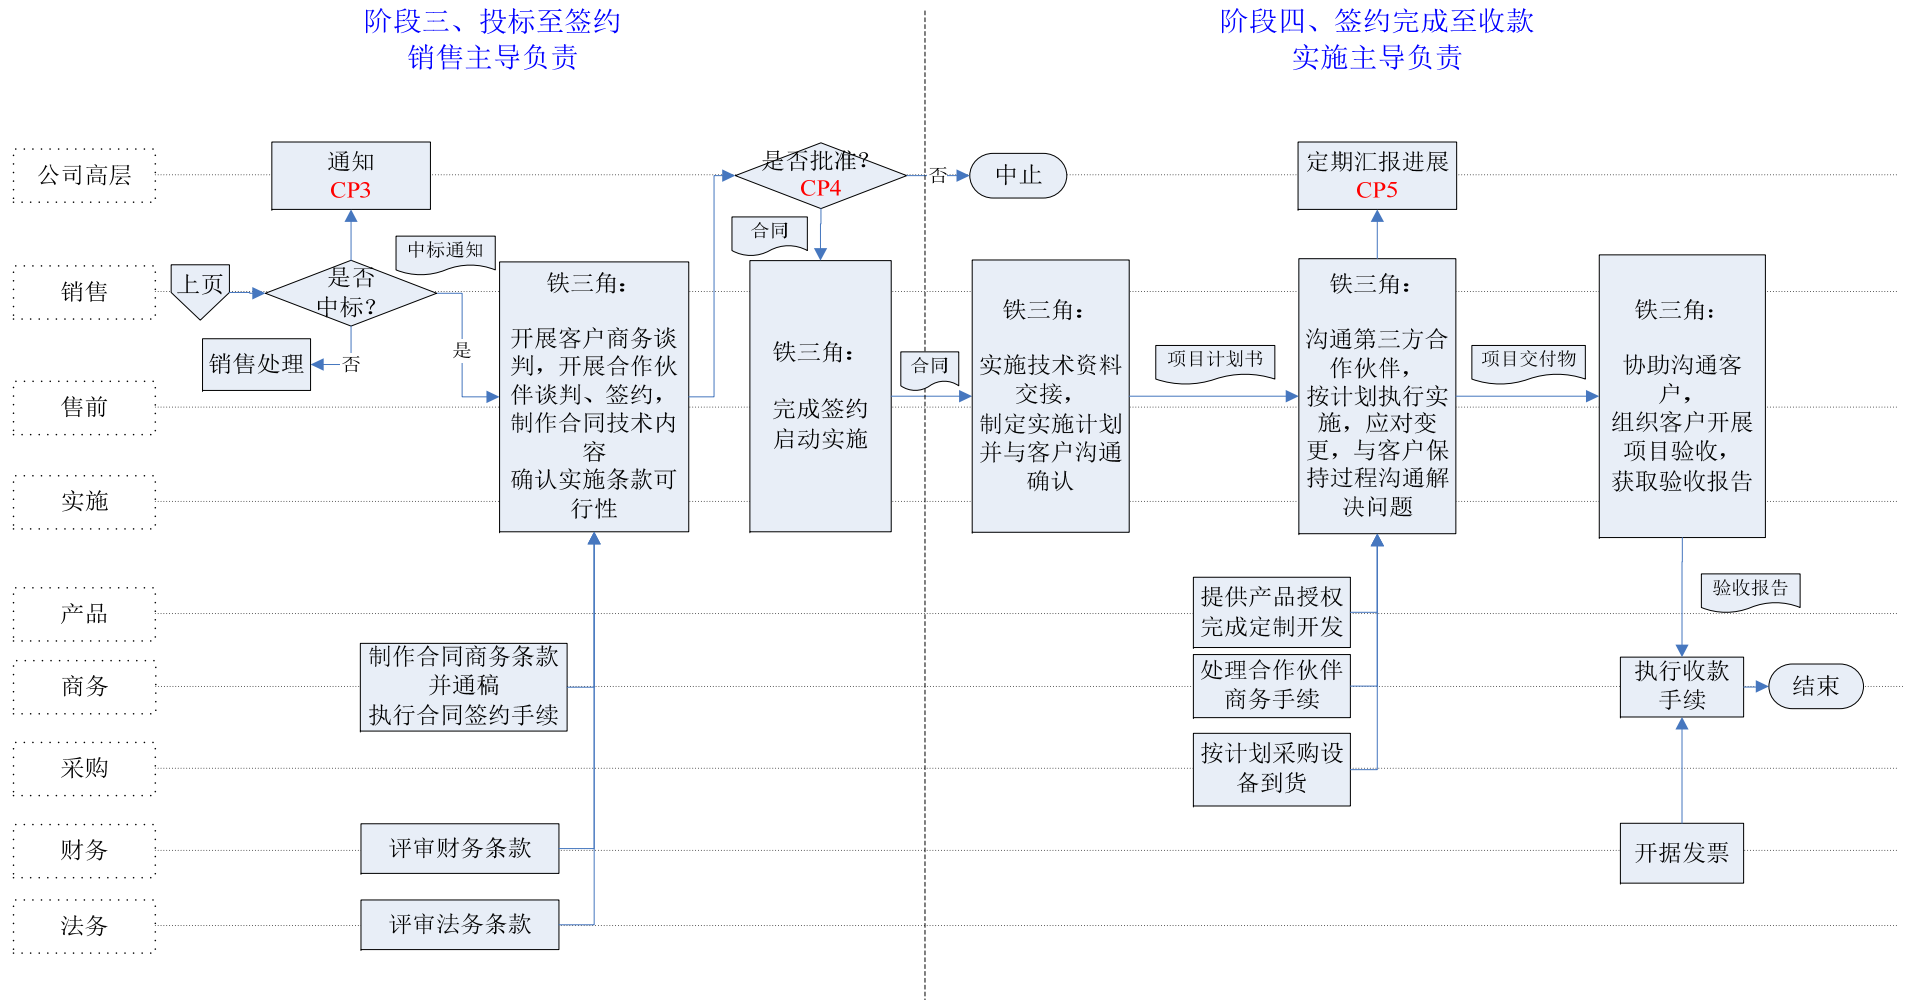 阶段三、投标至签约
销售主导负责
阶段四、签约完成至收款
实施主导负责
公司高层
通知
CP3
是否批准?
CP4
否
中止
定期汇报进展
CP5
销售
上页
是否
中标?
中标通知
是
否
销售处理
合同
铁三角：
开展客户商务谈
判，开展合作伙
伴谈判、签约，
制作合同技术内
容
确认实施条款可
行性
铁三角：
完成签约
启动实施
合同
铁三角：
实施技术资料
交接，
制定实施计划
并与客户沟通
确认
项目计划书
铁三角：
沟通第三方合
作伙伴，
按计划执行实
施，应对变
更，与客户保
持过程沟通解
决问题
项目交付物
铁三角：
协助沟通客
户，
组织客户开展
项目验收，
获取验收报告
售前
实施
产品
提供产品授权
完成定制开发
验收报告
商务
制作合同商务条款
并通稿
执行合同签约手续
处理合作伙伴
商务手续
执行收款
手续
结束
采购
按计划采购设
备到货
财务
评审财务条款
开据发票
法务
评审法务条款